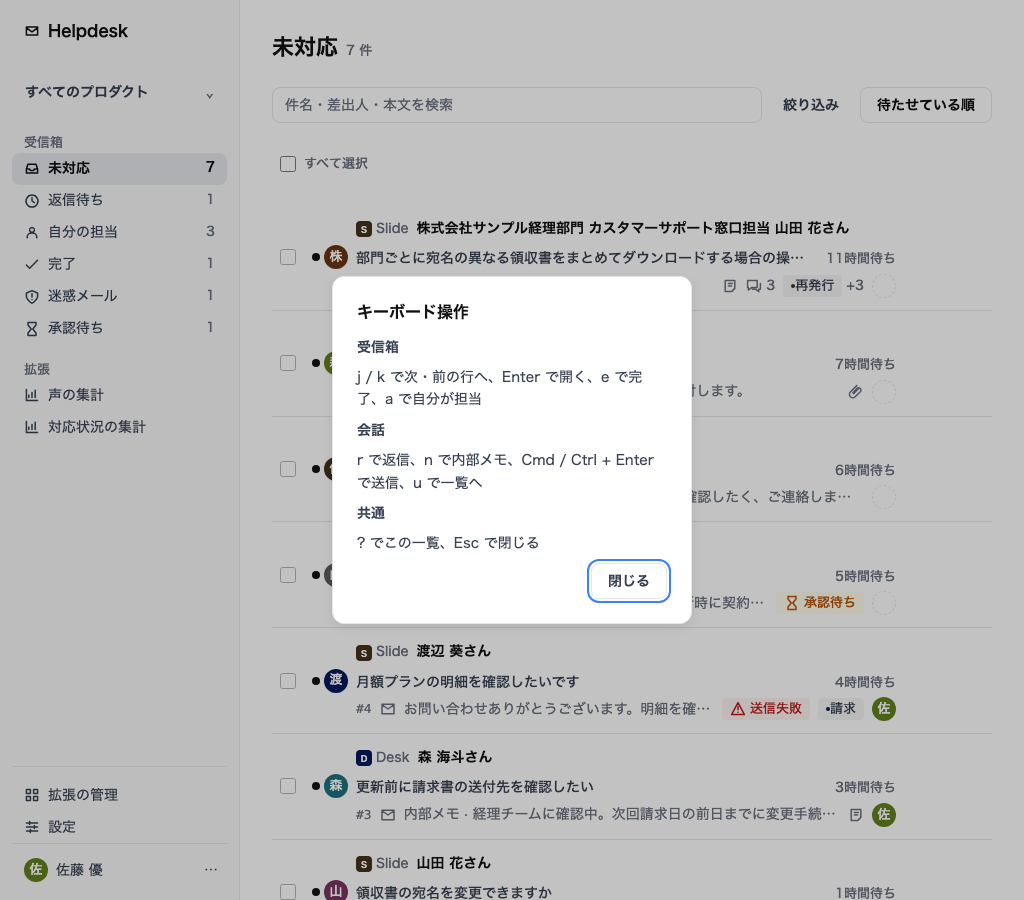 Helpdesk
すべてのプロダクト
受信箱
未対応 7
返信待ち 1
自分の担当 3
完了 1
迷惑メール 1
承認待ち 1
拡張
声の集計
対応状況の集計
拡張の管理
設定
佐 佐藤 優 …
未対応 7 件
件名・差出人・本文を検索 絞り込み 待たせている順
すべて選択
S Slide 株式会社サンプル経理部門 カスタマーサポート窓口担当 山田 花さん
株 部門ごとに宛名の異なる領収書をまとめてダウンロードする場合の操… 11時間待ち
3 •再発行 +3
7時間待ち
します。
6時間待ち
認したく、ご連絡しま…
5時間待ち
時に契約… 承認待ち
キーボード操作
受信箱
j / k で次・前の行へ、Enter で開く、e で完
了、a で自分が担当
会話
r で返信、n で内部メモ、Cmd / Ctrl + Enter
で送信、u で一覧へ
共通
? でこの一覧、Esc で閉じる
閉じる
S Slide 渡辺 葵さん
渡 月額プランの明細を確認したいです 4時間待ち
#4 お問い合わせありがとうございます。明細を確… 送信失敗 •請求 佐
D Desk 森 海斗さん
森 更新前に請求書の送付先を確認したい 3時間待ち
#3 内部メモ · 経理チームに確認中。次回請求日の前日までに変更手続… 佐
S Slide 山田 花さん
山 領収書の宛名を変更できますか 1時間待ち